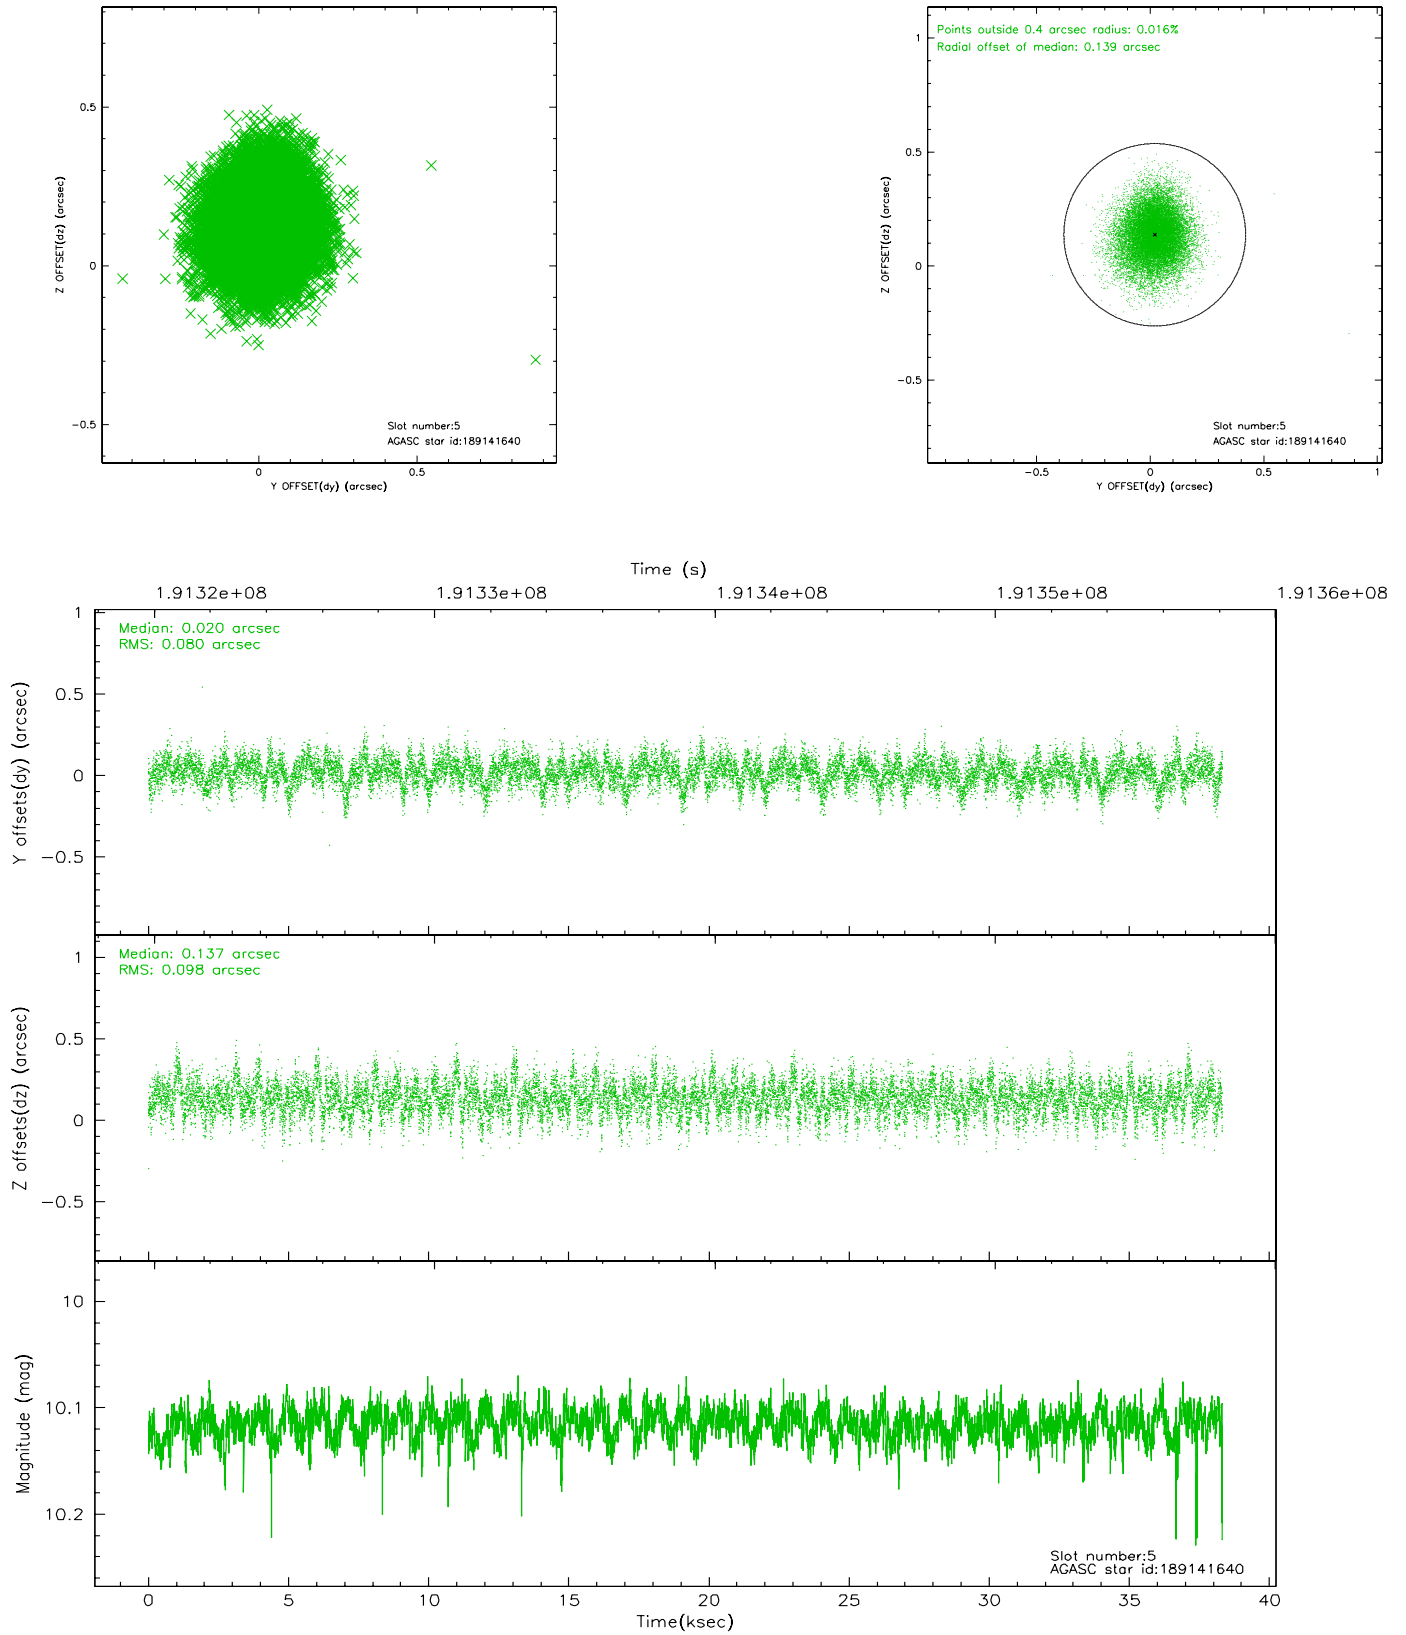 Z OFFSET(dz) (arcsec)
0.5
0
−0.5
0
0.5
Y OFFSET(dy) (arcsec)
Slot number:5
AGASC star id:189141640
Points outside 0.4 arcsec radius: 0.016%
Radial offset of median: 0.139 arcsec
Z OFFSET(dz) (arcsec)
1
0.5
0
−0.5
−0.5
0
0.5
1
Y OFFSET(dy) (arcsec)
Slot number:5
AGASC star id:189141640
Time (s)
1.9132e+08
1.9133e+08
1.9134e+08
1.9135e+08
1.9136e+08
Median: 0.020 arcsec
RMS: 0.080 arcsec
Y offsets(dy) (arcsec)
1
0.5
0
−0.5
Median: 0.137 arcsec
RMS: 0.098 arcsec
Z offsets(dz) (arcsec)
1
0.5
0
−0.5
Magnitude (mag)
10
10.1
10.2
Slot number:5
AGASC star id:189141640
0
5
10
15
20
25
30
35
40
Time(ksec)